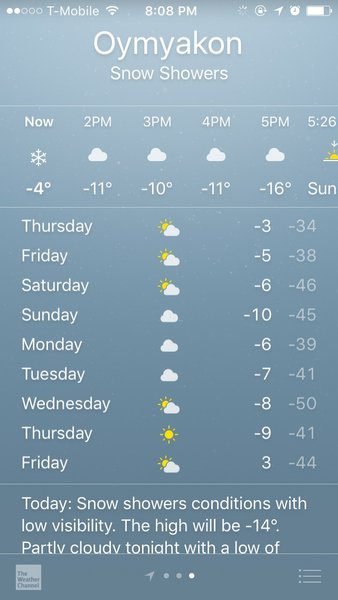 T-Mobile 8:08 PM
Oymyakon
Snow Showers
Now 2PM 3PM 4PM 5PM 5:26
-4° -11° -10° -11° -16° Sun
Thursday -3 -34
Friday -5 -38
Saturday -6 -46
Sunday -10 -45
Monday -6 -39
Tuesday -7 -41
Wednesday -8 -50
Thursday -9 -41
Friday 3 -44
Today: Snow showers conditions with
low visibility. The high will be -14°.
Partly cloudy tonight with a low of
The
Weather
Channel